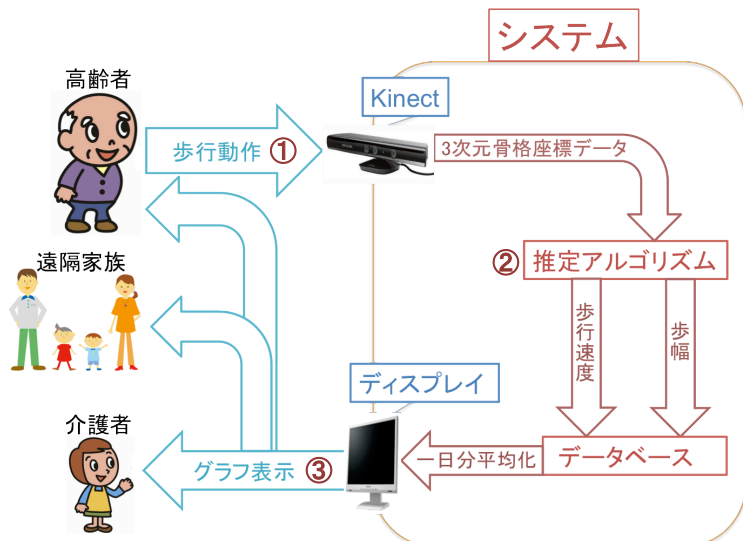 システム
高齢者
Kinect
歩行動作 ①
3次元骨格座標データ
② 推定アルゴリズム
遠隔家族
歩行速度
歩幅
ディスプレイ
介護者
グラフ表示 ③
一日分平均化
データベース